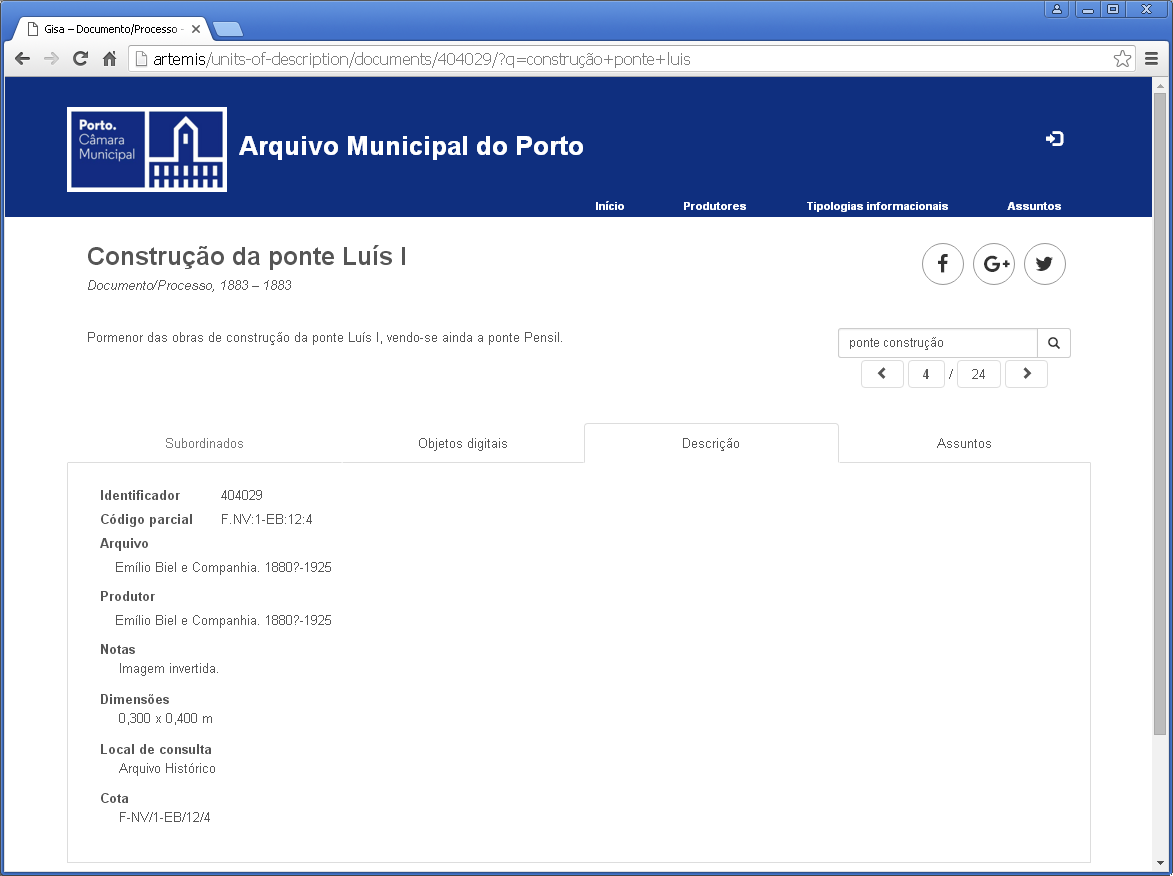 Gisa – Documento/Processo -
artemis/units-of-description/documents/404029/?q=construção+ponte+luis
Porto.
Câmara
Municipal
Arquivo Municipal do Porto
Início Produtores Tipologias informacionais Assuntos
Construção da ponte Luís I
Documento/Processo, 1883 – 1883
Pormenor das obras de construção da ponte Luís I, vendo-se ainda a ponte Pensil.
ponte construção
4 / 24
Subordinados Objetos digitais Descrição Assuntos
Identificador 404029
Código parcial F.NV:1-EB:12:4
Arquivo
Emílio Biel e Companhia. 1880?-1925
Produtor
Emílio Biel e Companhia. 1880?-1925
Notas
Imagem invertida.
Dimensões
0,300 x 0,400 m
Local de consulta
Arquivo Histórico
Cota
F-NV/1-EB/12/4